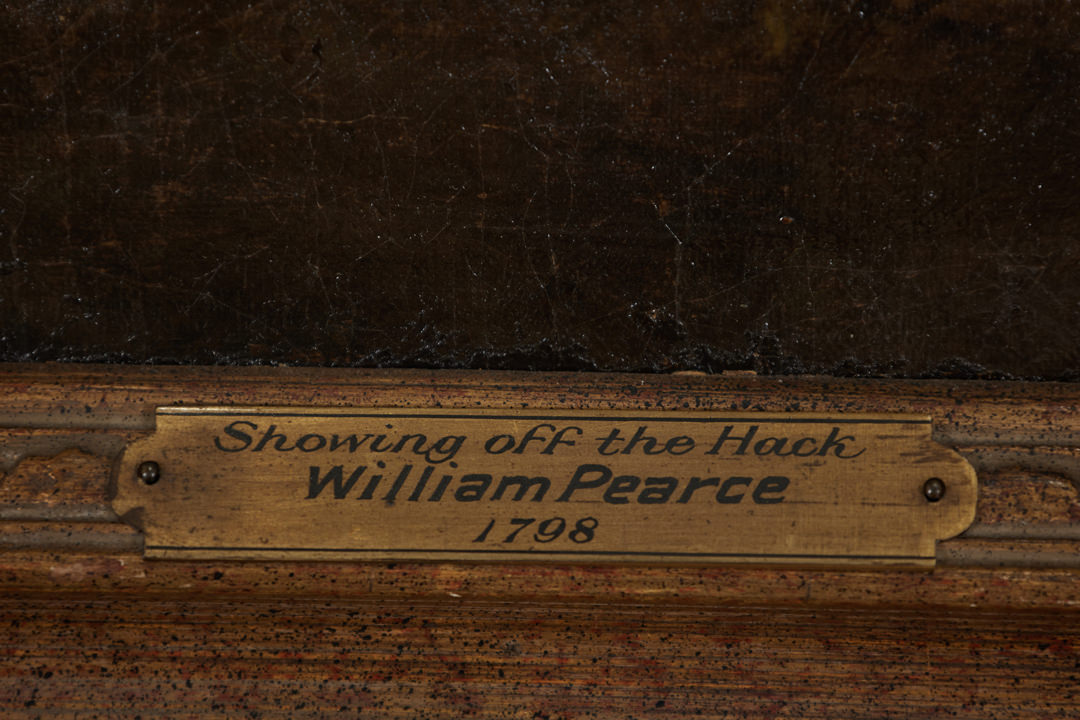 Showing off the Hack
William Pearce
1798